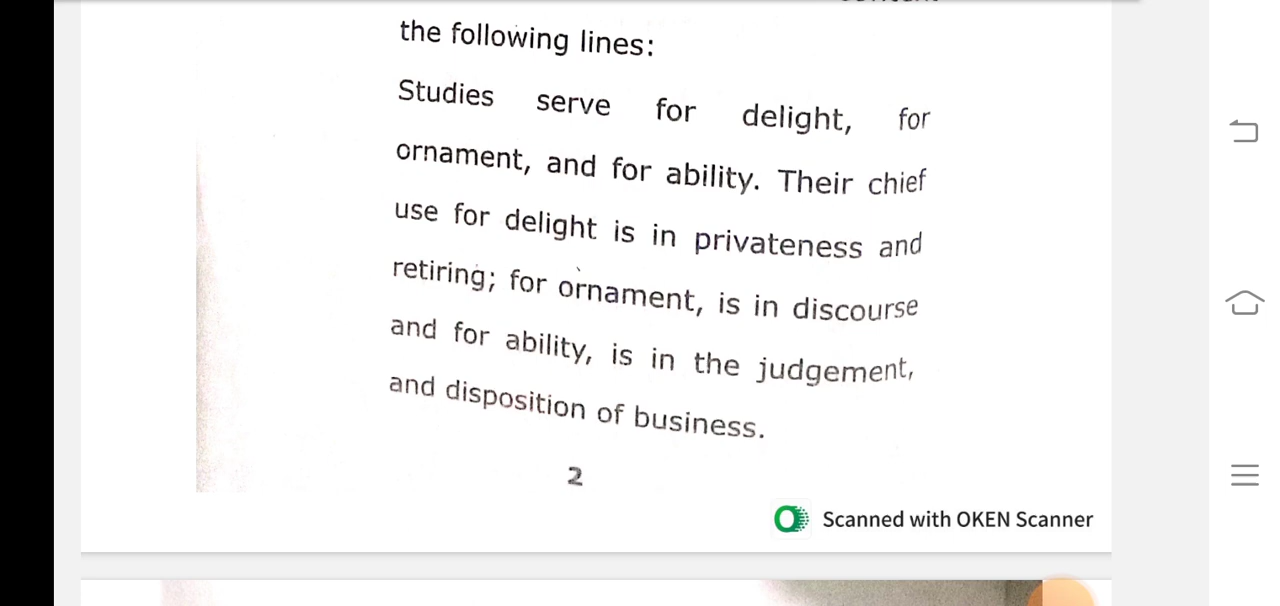 the following lines:
Studies serve for delight, for
ornament, and for ability. Their chief
use for delight is in privateness and
retiring; for ornament, is in discourse
and for ability, is in the judgement,
and disposition of business.
2
Scanned with OKEN Scanner